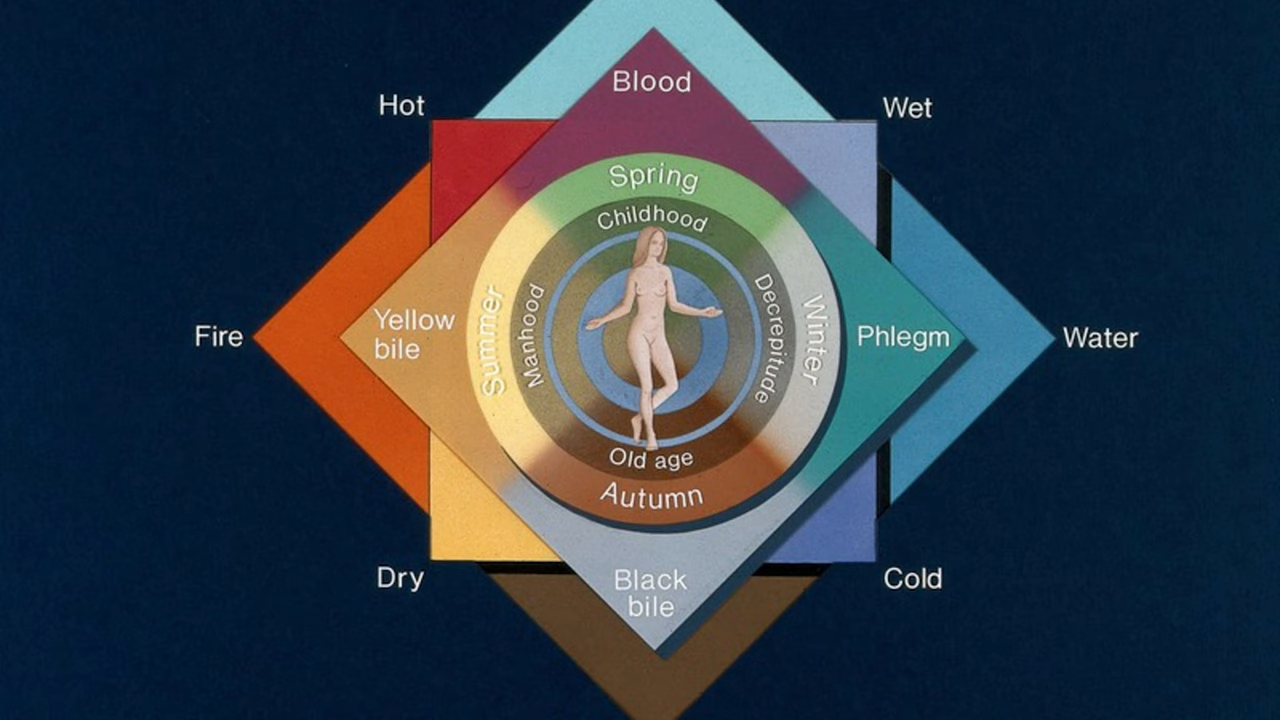 Blood
Hot
Wet
Spring
Childhood
Fire
Yellow
bile
Summer
Manhood
Decrepitude
Winter
Phlegm
Water
Old age
Autumn
Dry
Black
bile
Cold